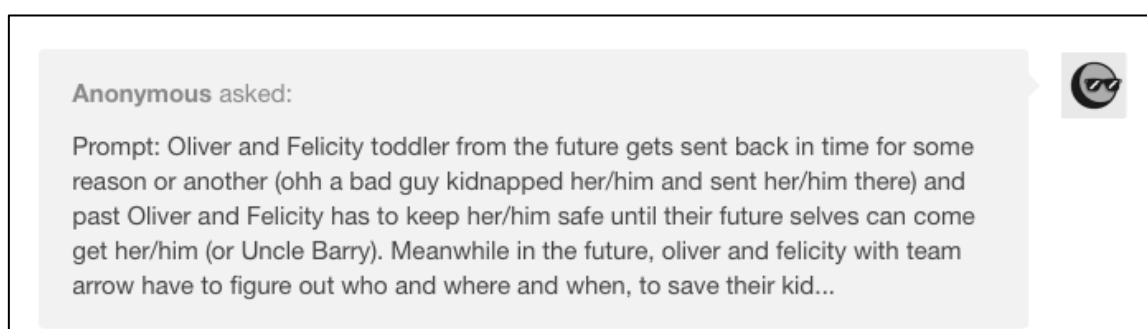 Anonymous asked:
Prompt: Oliver and Felicity toddler from the future gets sent back in time for some
reason or another (ohh a bad guy kidnapped her/him and sent her/him there) and
past Oliver and Felicity has to keep her/him safe until their future selves can come
get her/him (or Uncle Barry). Meanwhile in the future, oliver and felicity with team
arrow have to figure out who and where and when, to save their kid...